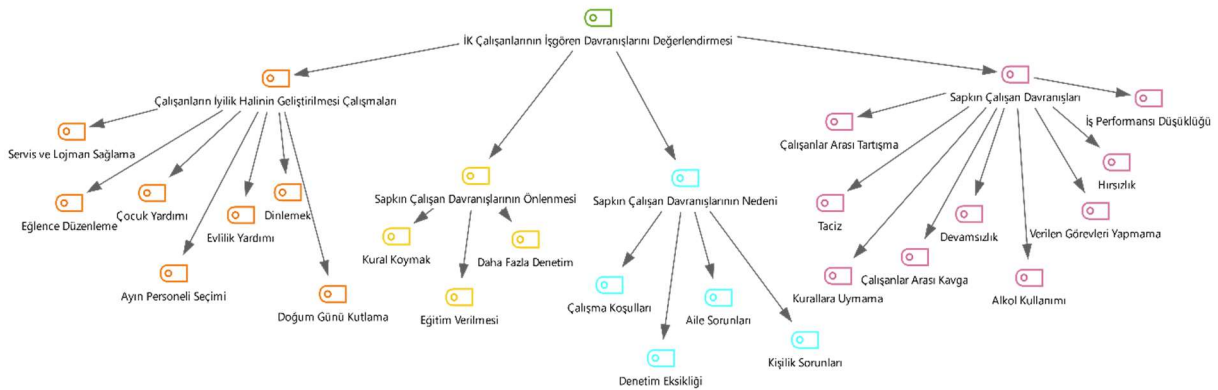 İK Çalışanlarının İşgören Davranışlarını Değerlendirmesi
Çalışanların İyilik Halinin Geliştirilmesi Çalışmaları
Servis ve Lojman Sağlama
Eğlence Düzenleme
Çocuk Yardımı
Ayın Personeli Seçimi
Evlilik Yardımı
Dinlemek
Doğum Günü Kutlama
Sapkın Çalışan Davranışlarının Önlenmesi
Kural Koymak
Eğitim Verilmesi
Daha Fazla Denetim
Sapkın Çalışan Davranışlarının Nedeni
Çalışma Koşulları
Denetim Eksikliği
Aile Sorunları
Kişilik Sorunları
Sapkın Çalışan Davranışları
Çalışanlar Arası Tartışma
Taciz
Kurallara Uymama
Çalışanlar Arası Kavga
Devamsızlık
Alkol Kullanımı
Verilen Görevleri Yapmama
Hırsızlık
İş Performansı Düşüklüğü